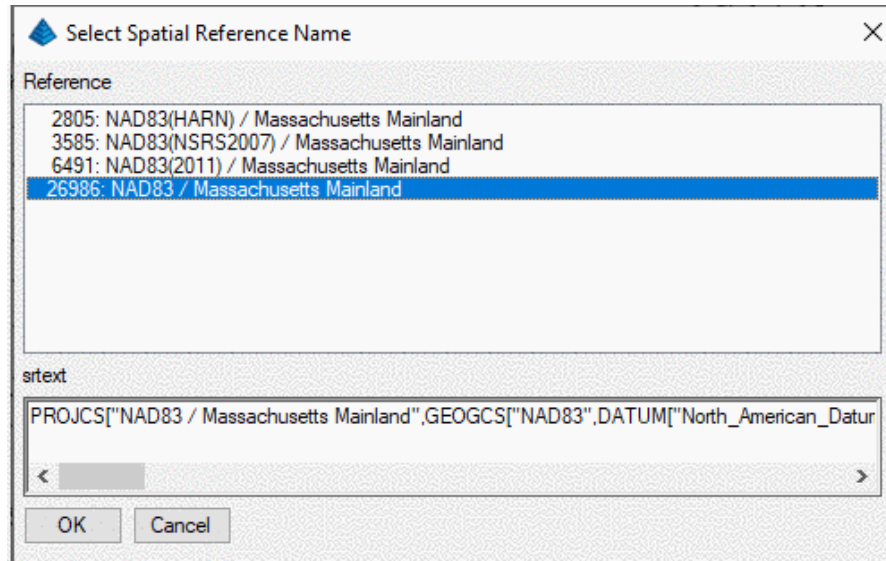 Select Spatial Reference Name
Reference
2805: NAD83(HARN) / Massachusetts Mainland
3585: NAD83(NSRS2007) / Massachusetts Mainland
6491: NAD83(2011) / Massachusetts Mainland
26986: NAD83 / Massachusetts Mainland
srtext
PROJCS["NAD83 / Massachusetts Mainland",GEOGCS["NAD83",DATUM["North_American_Datur
OK Cancel